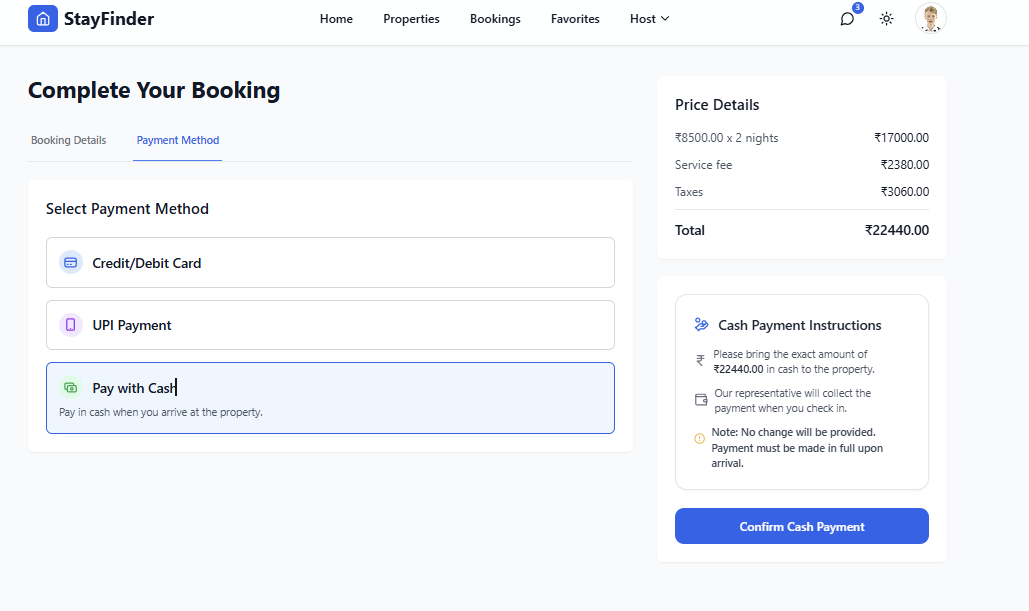 StayFinder
Home Properties Bookings Favorites Host
3
Complete Your Booking
Booking Details Payment Method
Select Payment Method
Credit/Debit Card
UPI Payment
Pay with Cash
Pay in cash when you arrive at the property.
Price Details
₹8500.00 x 2 nights ₹17000.00
Service fee ₹2380.00
Taxes ₹3060.00
Total ₹22440.00
Cash Payment Instructions
Please bring the exact amount of
₹22440.00 in cash to the property.
Our representative will collect the
payment when you check in.
Note: No change will be provided.
Payment must be made in full upon
arrival.
Confirm Cash Payment